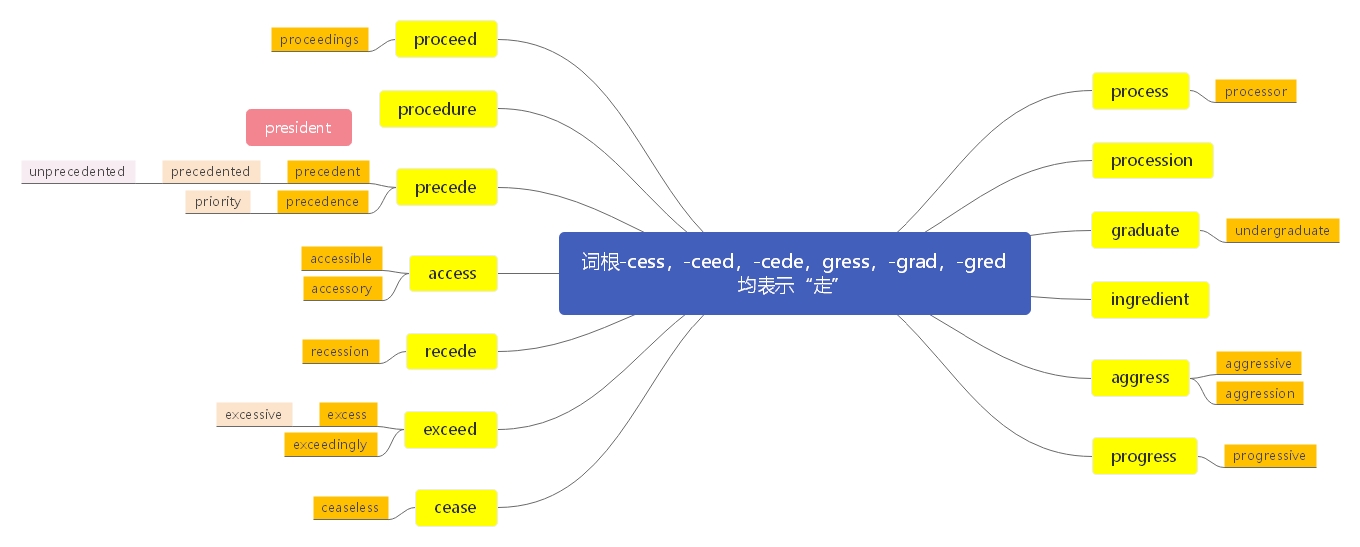 词根-cess，-ceed，-cede，gress，-grad，-gred
均表示“走”
process
processor
procession
graduate
undergraduate
ingredient
aggress
aggressive
aggression
progress
progressive
proceed
proceedings
procedure
president
precede
precedent
precedented
unprecedented
precedence
priority
access
accessible
accessory
recede
recession
exceed
excess
excessive
exceedingly
cease
ceaseless